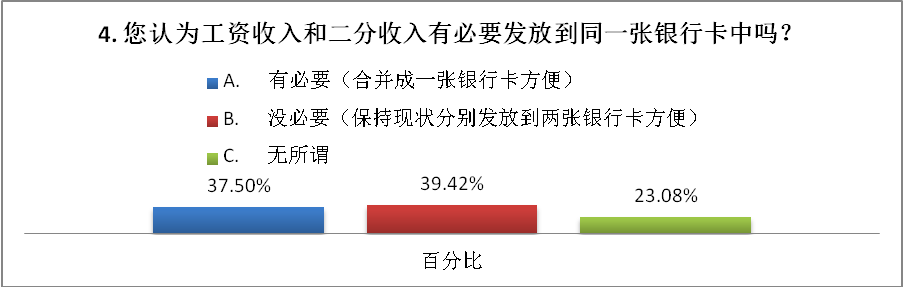 4. 您认为工资收入和二分收入有必要发放到同一张银行卡中吗？
A. 有必要（合并成一张银行卡方便）
B. 没必要（保持现状分别发放到两张银行卡方便）
C. 无所谓
37.50% 39.42% 23.08%
百分比